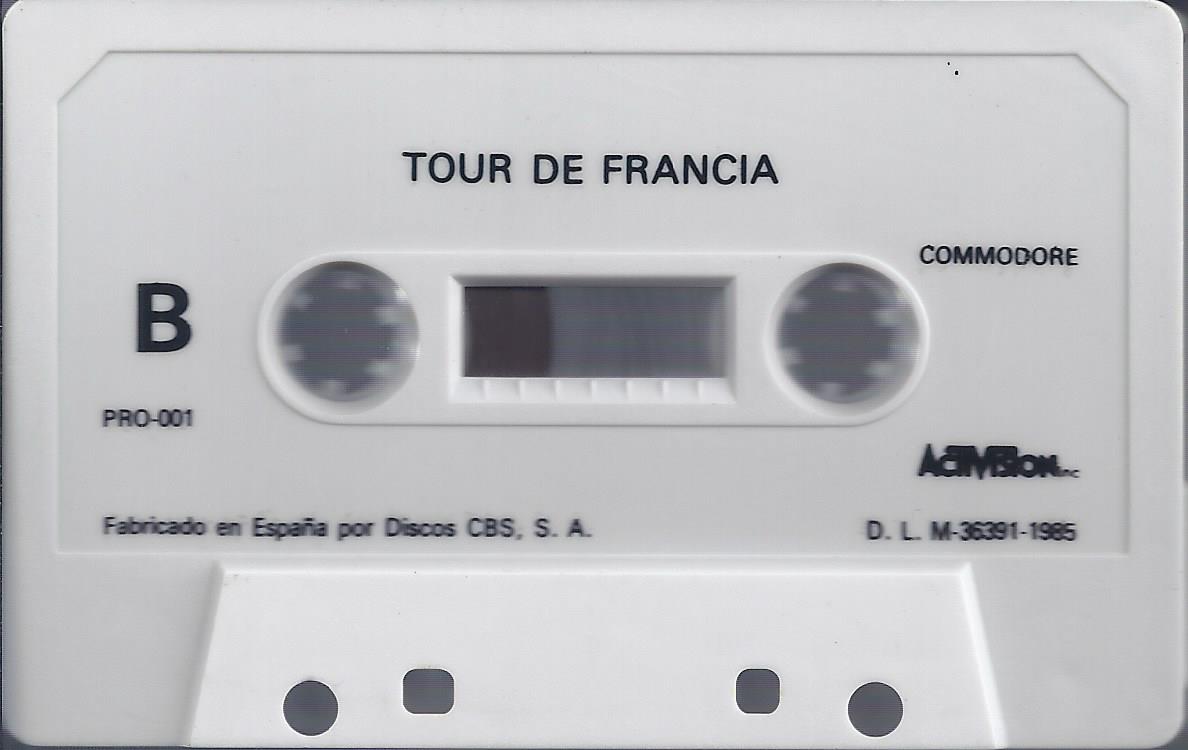 TOUR DE FRANCIA
COMMODORE
B
PRO-001
ACTIVISION INC
Fabricado en España por Discos CBS, S. A.
D. L. M-36391-1985